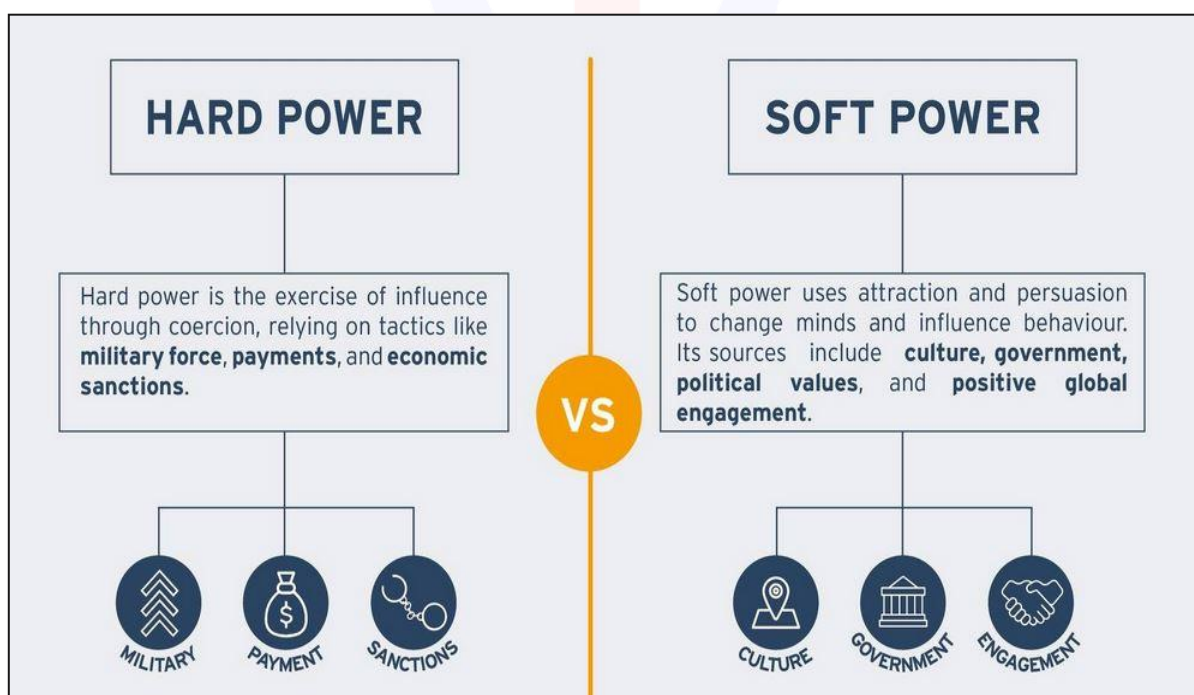 HARD POWER
Hard power is the exercise of influence
through coercion, relying on tactics like
military force, payments, and economic
sanctions.
$
MILITARY
PAYMENT
SANCTIONS
VS
SOFT POWER
Soft power uses attraction and persuasion
to change minds and influence behaviour.
Its sources include culture, government,
political values, and positive global
engagement.
CULTURE
GOVERNMENT
ENGAGEMENT